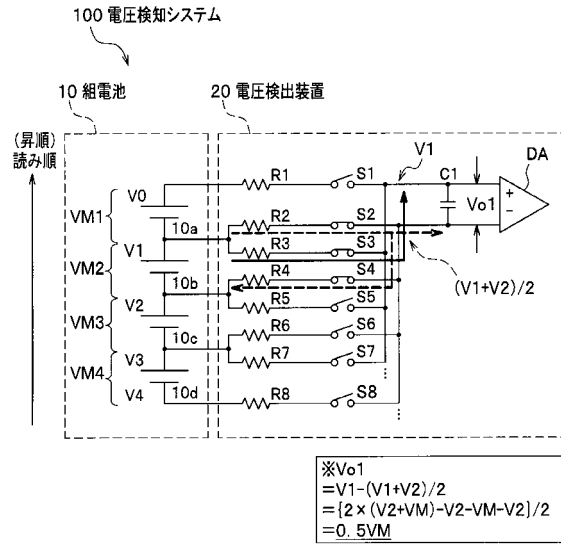 100 電圧検知システム
10 組電池
20 電圧検出装置
(昇順)
読み順
V1
DA
R1
S1
C1
V0
VM1
R2
S2
Vo1
+
-
10a
R3
S3
V1
VM2
R4
S4
(V1+V2)/2
10b
R5
S5
V2
VM3
R6
S6
10c
R7
S7
V3
VM4
10d
R8
S8
V4
※Vo1
=V1-(V1+V2)/2
={2×(V2+VM)-V2-VM-V2}/2
=0.5VM